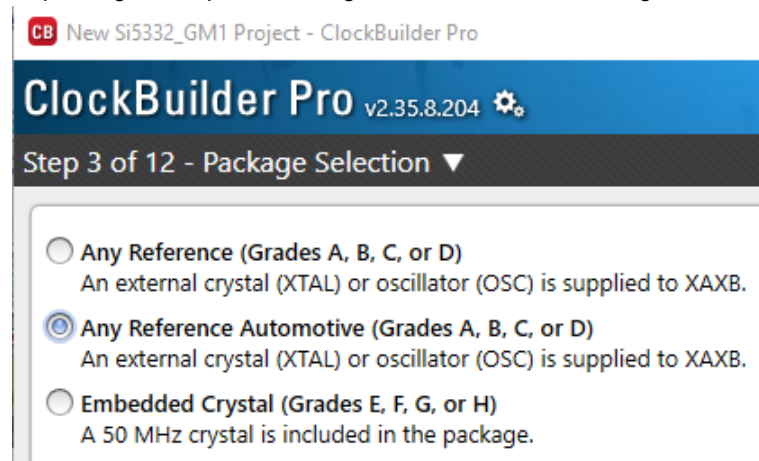 CB New Si5332_GM1 Project - ClockBuilder Pro
ClockBuilder Pro v2.35.8.204
Step 3 of 12 - Package Selection ▼
Any Reference (Grades A, B, C, or D)
An external crystal (XTAL) or oscillator (OSC) is supplied to XAXB.
Any Reference Automotive (Grades A, B, C, or D)
An external crystal (XTAL) or oscillator (OSC) is supplied to XAXB.
Embedded Crystal (Grades E, F, G, or H)
A 50 MHz crystal is included in the package.